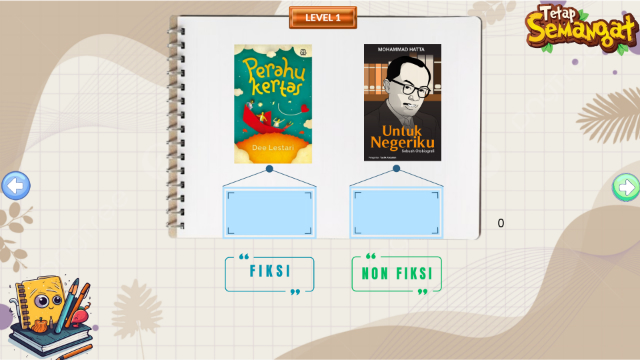 LEVEL 1
Tetap
Semangat
Perahu
kertas
Dee Lestari
MOHAMMAD HATTA
Untuk
Negeriku
Sebuah Otobiografi
0
FIKSI
NON FIKSI